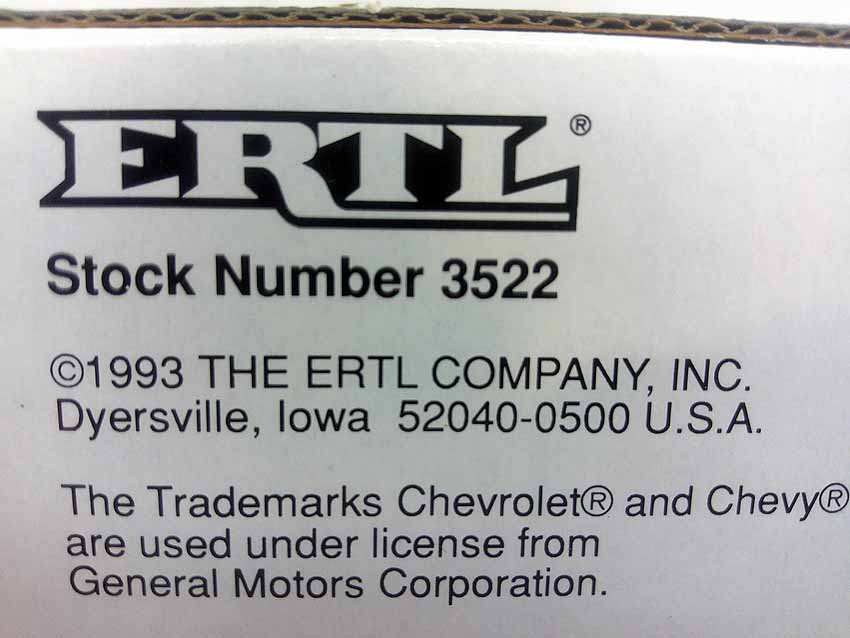 ERTL®
Stock Number 3522
©1993 THE ERTL COMPANY, INC.
Dyersville, Iowa 52040-0500 U.S.A.
The Trademarks Chevrolet® and Chevy®
are used under license from
General Motors Corporation.